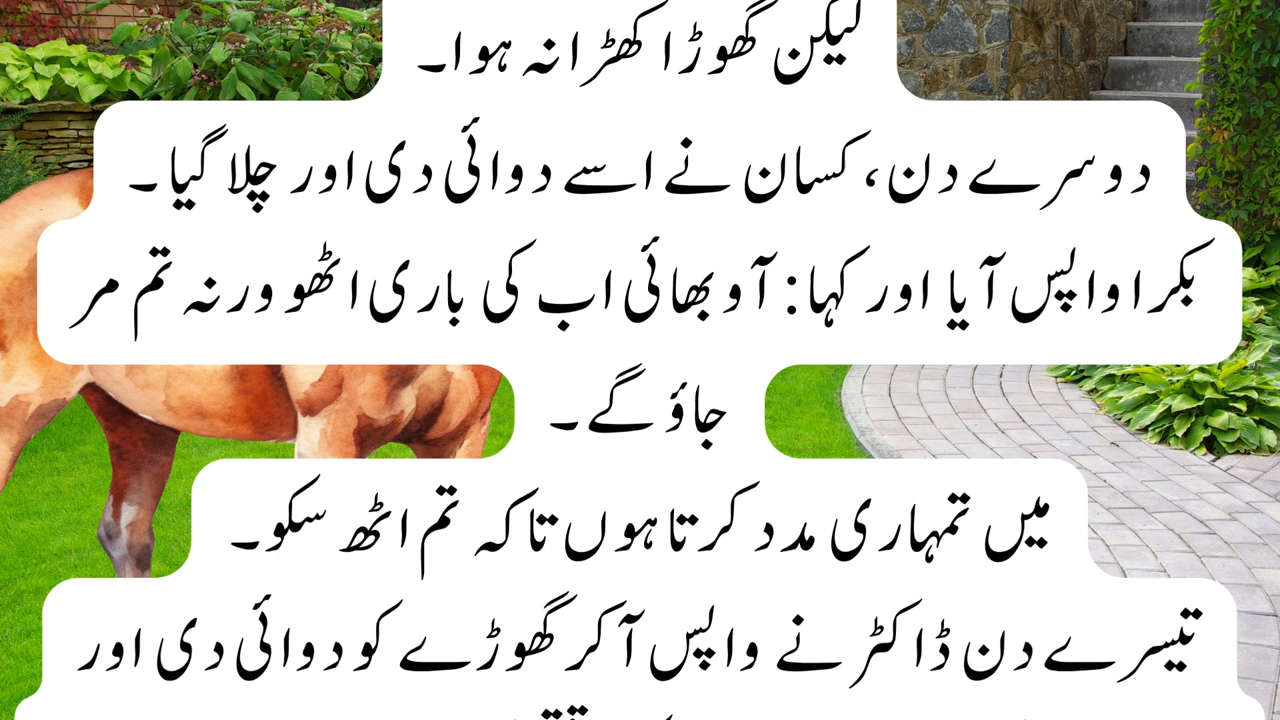 لیکن گھوڑا کھڑا نہ ہوا۔
دوسرے دن، کسان نے اسے دوائی دی اور چلا گیا۔
بکرا واپس آیا اور کہا: آو بھائی اب کی باری اٹھو ورنہ تم مر
جاؤ گے۔
میں تمہاری مدد کرتا ہوں تاکہ تم اٹھ سکو۔
تیسرے دن ڈاکٹر نے واپس آ کر گھوڑے کو دوائی دی اور